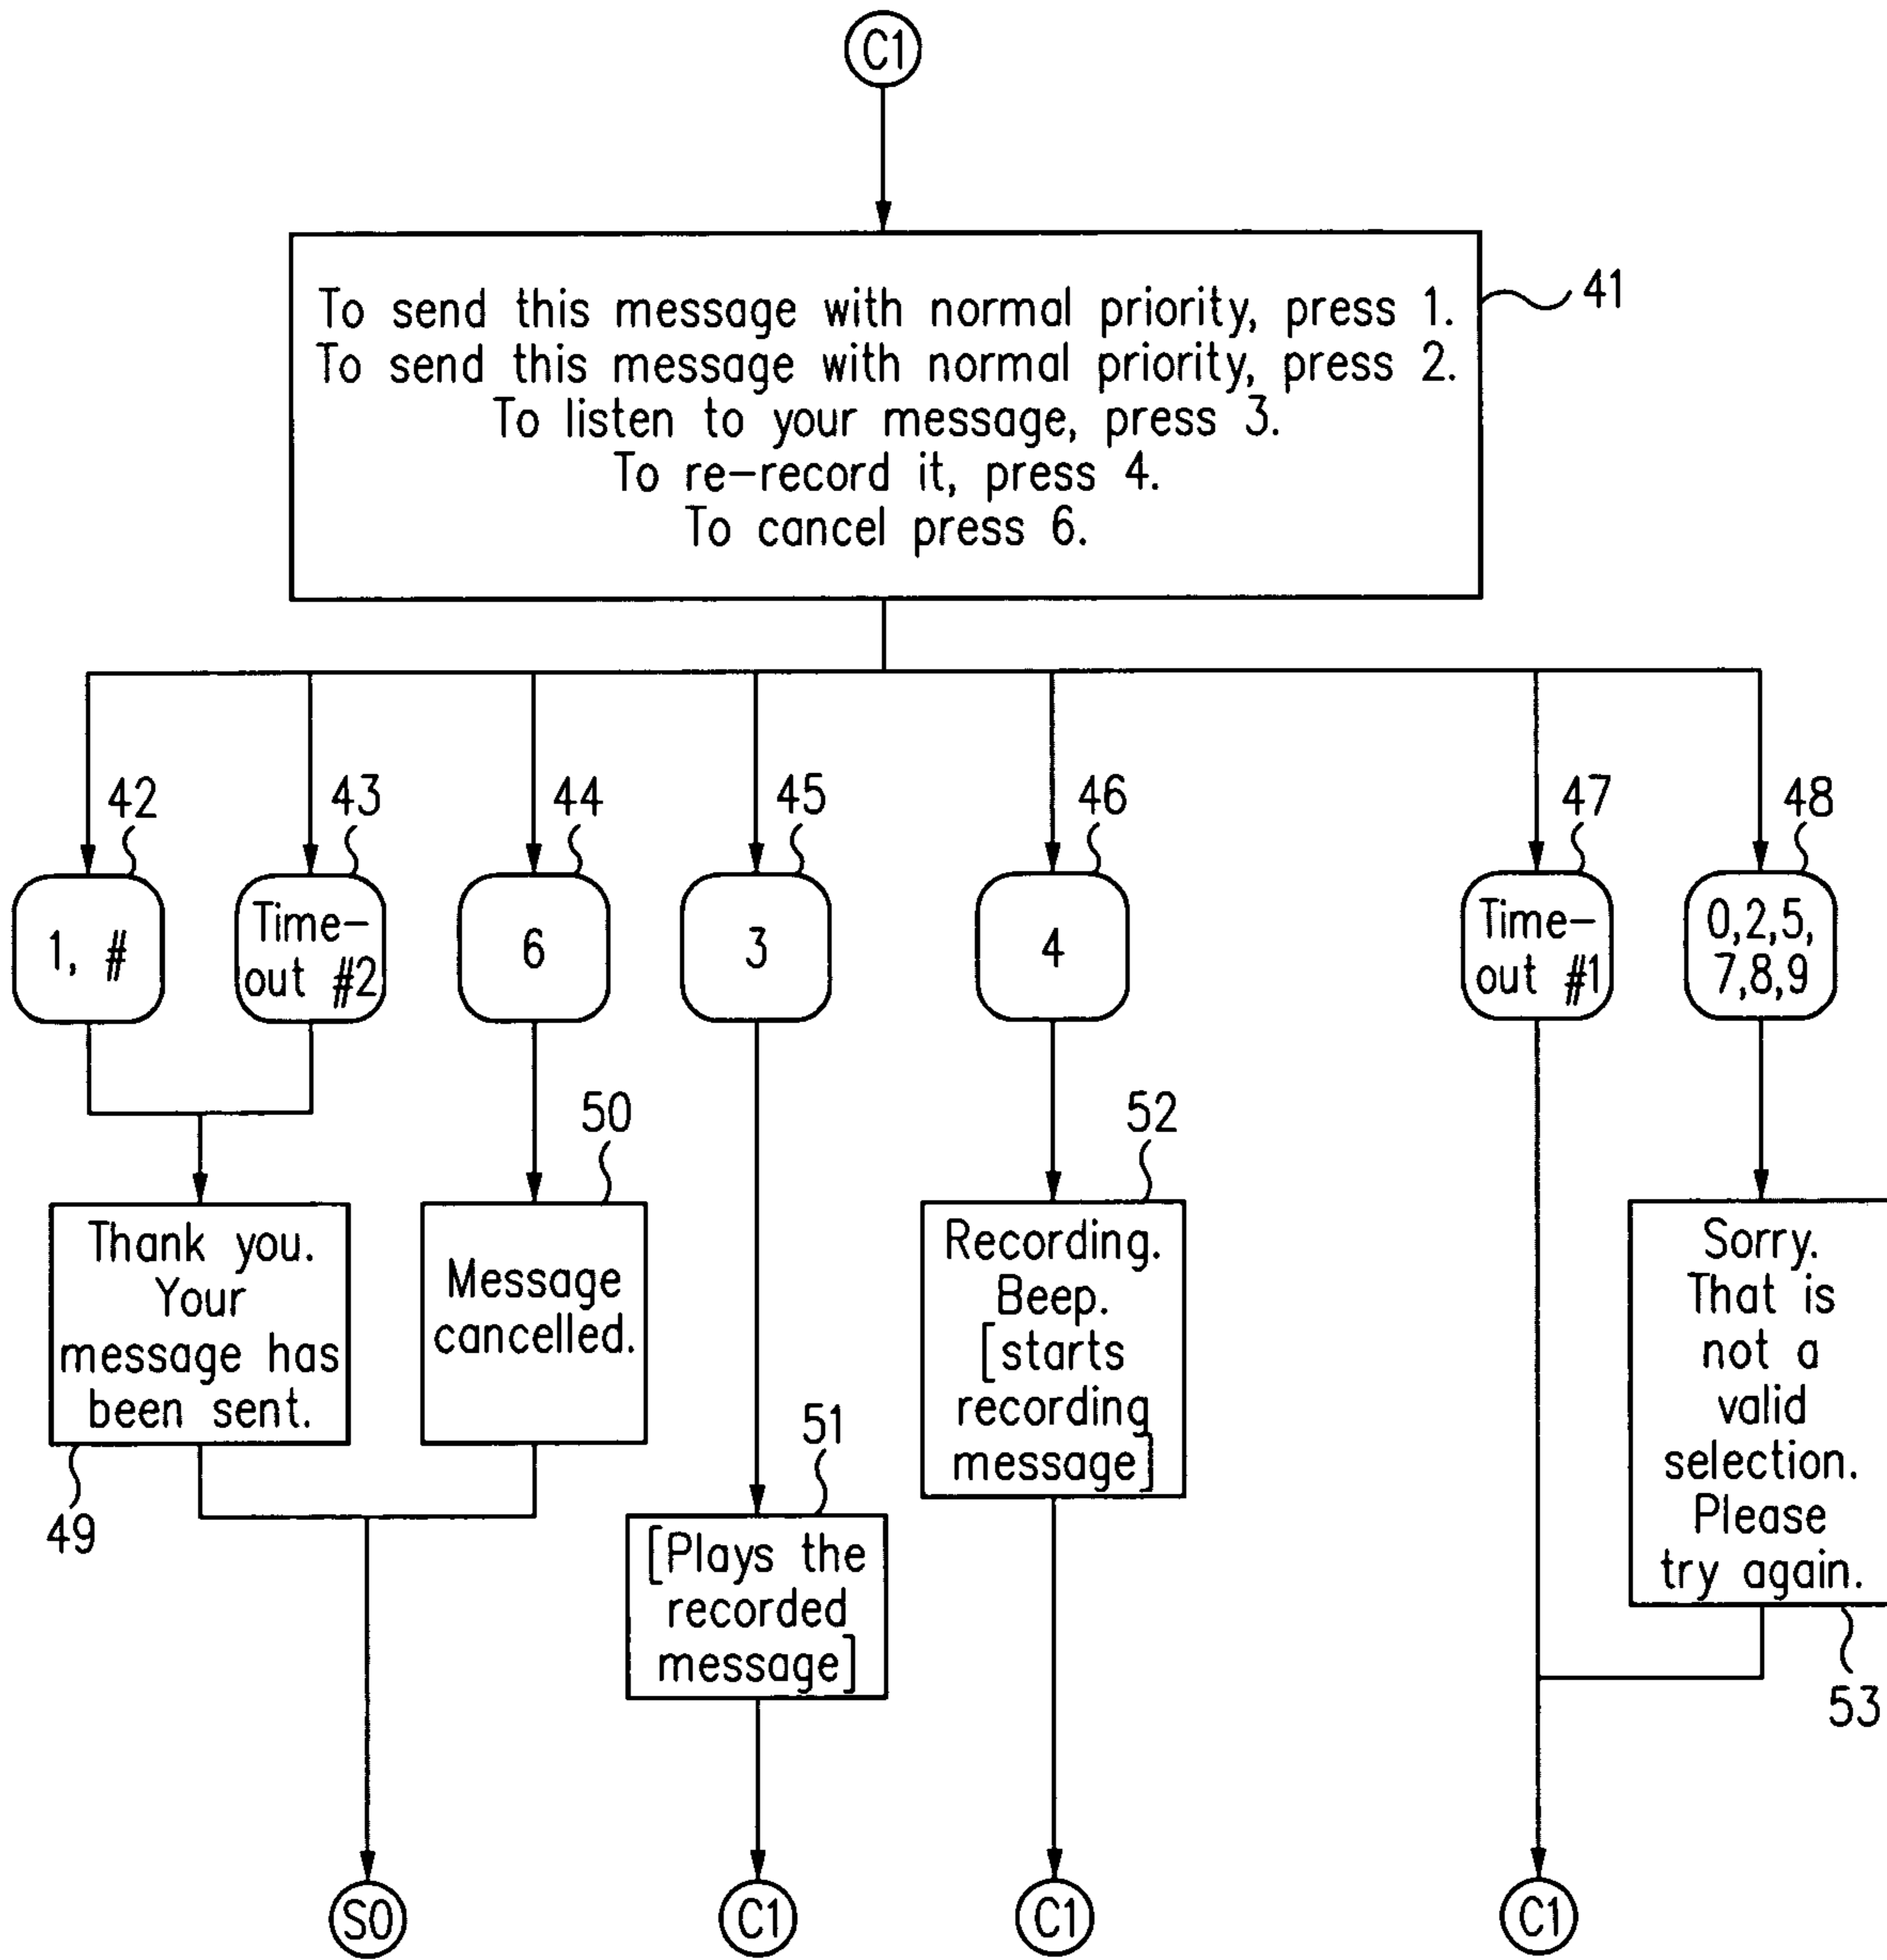 C1
To send this message with normal priority, press 1.
To send this message with normal priority, press 2.
To listen to your message, press 3.
To re-record it, press 4.
To cancel press 6.
41
42
43
44
45
46
47
48
1, #
Time-
out #2
6
3
4
Time-
out #1
0,2,5,
7,8,9
Thank you.
Your
message has
been sent.
49
50
Message
cancelled.
51
[Plays the
recorded
message]
52
Recording.
Beep.
[starts
recording
message]
Sorry.
That is
not a
valid
selection.
Please
try again.
53
S0
C1
C1
C1